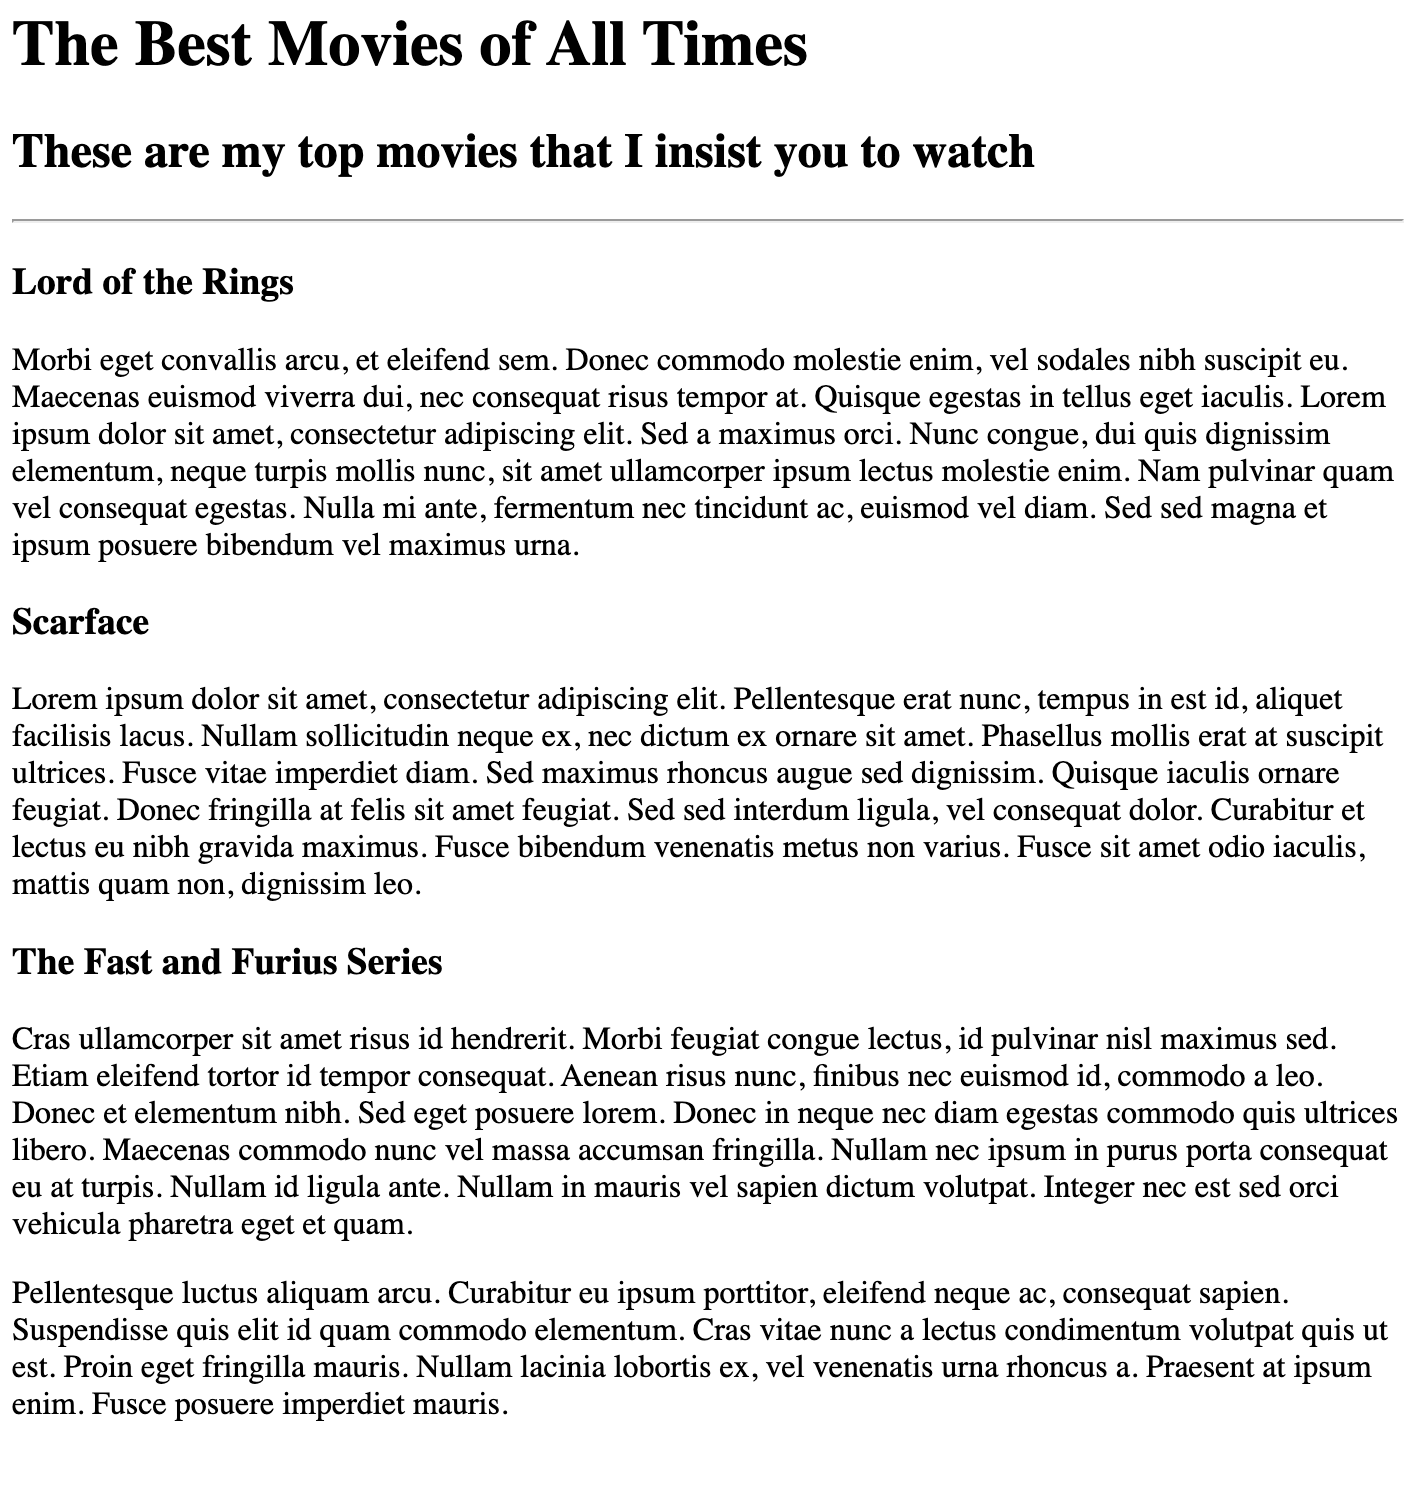 The Best Movies of All Times
These are my top movies that I insist you to watch
Lord of the Rings
Morbi eget convallis arcu, et eleifend sem. Donec commodo molestie enim, vel sodales nibh suscipit eu.
Maecenas euismod viverra dui, nec consequat risus tempor at. Quisque egestas in tellus eget iaculis. Lorem
ipsum dolor sit amet, consectetur adipiscing elit. Sed a maximus orci. Nunc congue, dui quis dignissim
elementum, neque turpis mollis nunc, sit amet ullamcorper ipsum lectus molestie enim. Nam pulvinar quam
vel consequat egestas. Nulla mi ante, fermentum nec tincidunt ac, euismod vel diam. Sed sed magna et
ipsum posuere bibendum vel maximus urna.
Scarface
Lorem ipsum dolor sit amet, consectetur adipiscing elit. Pellentesque erat nunc, tempus in est id, aliquet
facilisis lacus. Nullam sollicitudin neque ex, nec dictum ex ornare sit amet. Phasellus mollis erat at suscipit
ultrices. Fusce vitae imperdiet diam. Sed maximus rhoncus augue sed dignissim. Quisque iaculis ornare
feugiat. Donec fringilla at felis sit amet feugiat. Sed sed interdum ligula, vel consequat dolor. Curabitur et
lectus eu nibh gravida maximus. Fusce bibendum venenatis metus non varius. Fusce sit amet odio iaculis,
mattis quam non, dignissim leo.
The Fast and Furius Series
Cras ullamcorper sit amet risus id hendrerit. Morbi feugiat congue lectus, id pulvinar nisl maximus sed.
Etiam eleifend tortor id tempor consequat. Aenean risus nunc, finibus nec euismod id, commodo a leo.
Donec et elementum nibh. Sed eget posuere lorem. Donec in neque nec diam egestas commodo quis ultrices
libero. Maecenas commodo nunc vel massa accumsan fringilla. Nullam nec ipsum in purus porta consequat
eu at turpis. Nullam id ligula ante. Nullam in mauris vel sapien dictum volutpat. Integer nec est sed orci
vehicula pharetra eget et quam.
Pellentesque luctus aliquam arcu. Curabitur eu ipsum porttitor, eleifend neque ac, consequat sapien.
Suspendisse quis elit id quam commodo elementum. Cras vitae nunc a lectus condimentum volutpat quis ut
est. Proin eget fringilla mauris. Nullam lacinia lobortis ex, vel venenatis urna rhoncus a. Praesent at ipsum
enim. Fusce posuere imperdiet mauris.